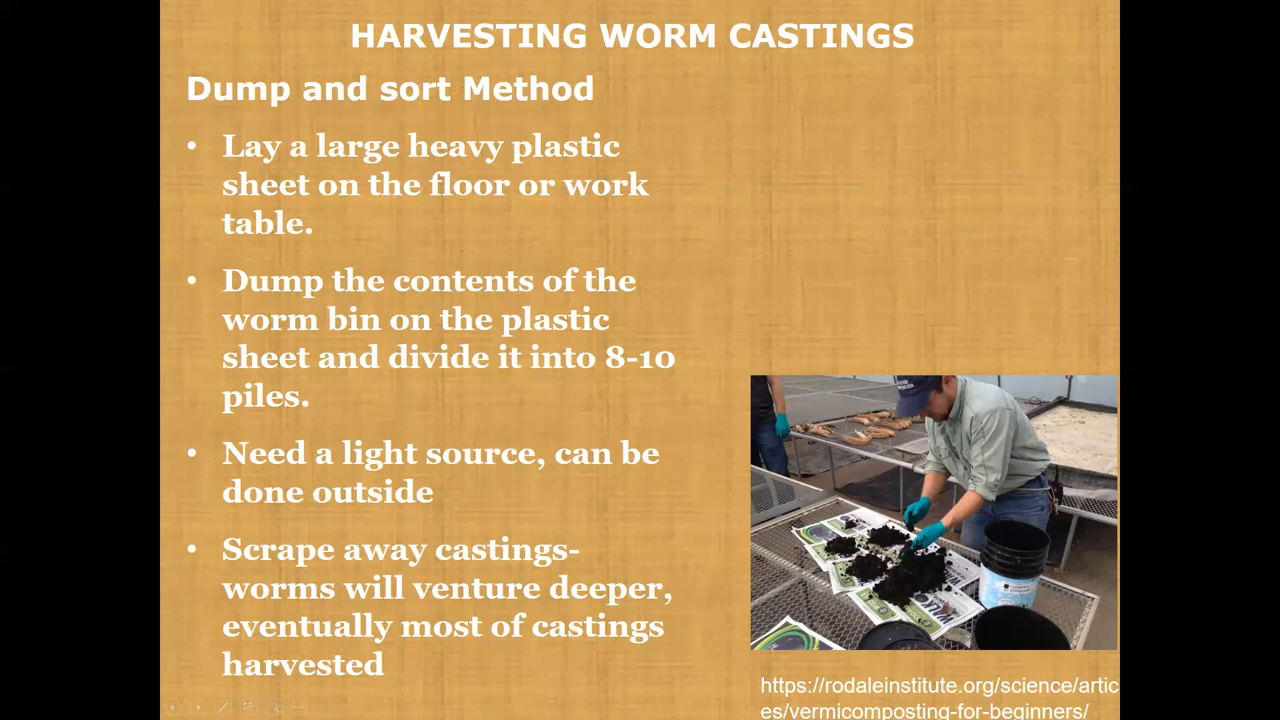 HARVESTING WORM CASTINGS
Dump and sort Method
• Lay a large heavy plastic
sheet on the floor or work
table.
• Dump the contents of the
worm bin on the plastic
sheet and divide it into 8-10
piles.
• Need a light source, can be
done outside
• Scrape away castings-
worms will venture deeper,
eventually most of castings
harvested
https://rodaleinstitute.org/science/artic
es/vermicomposting-for-beginners/